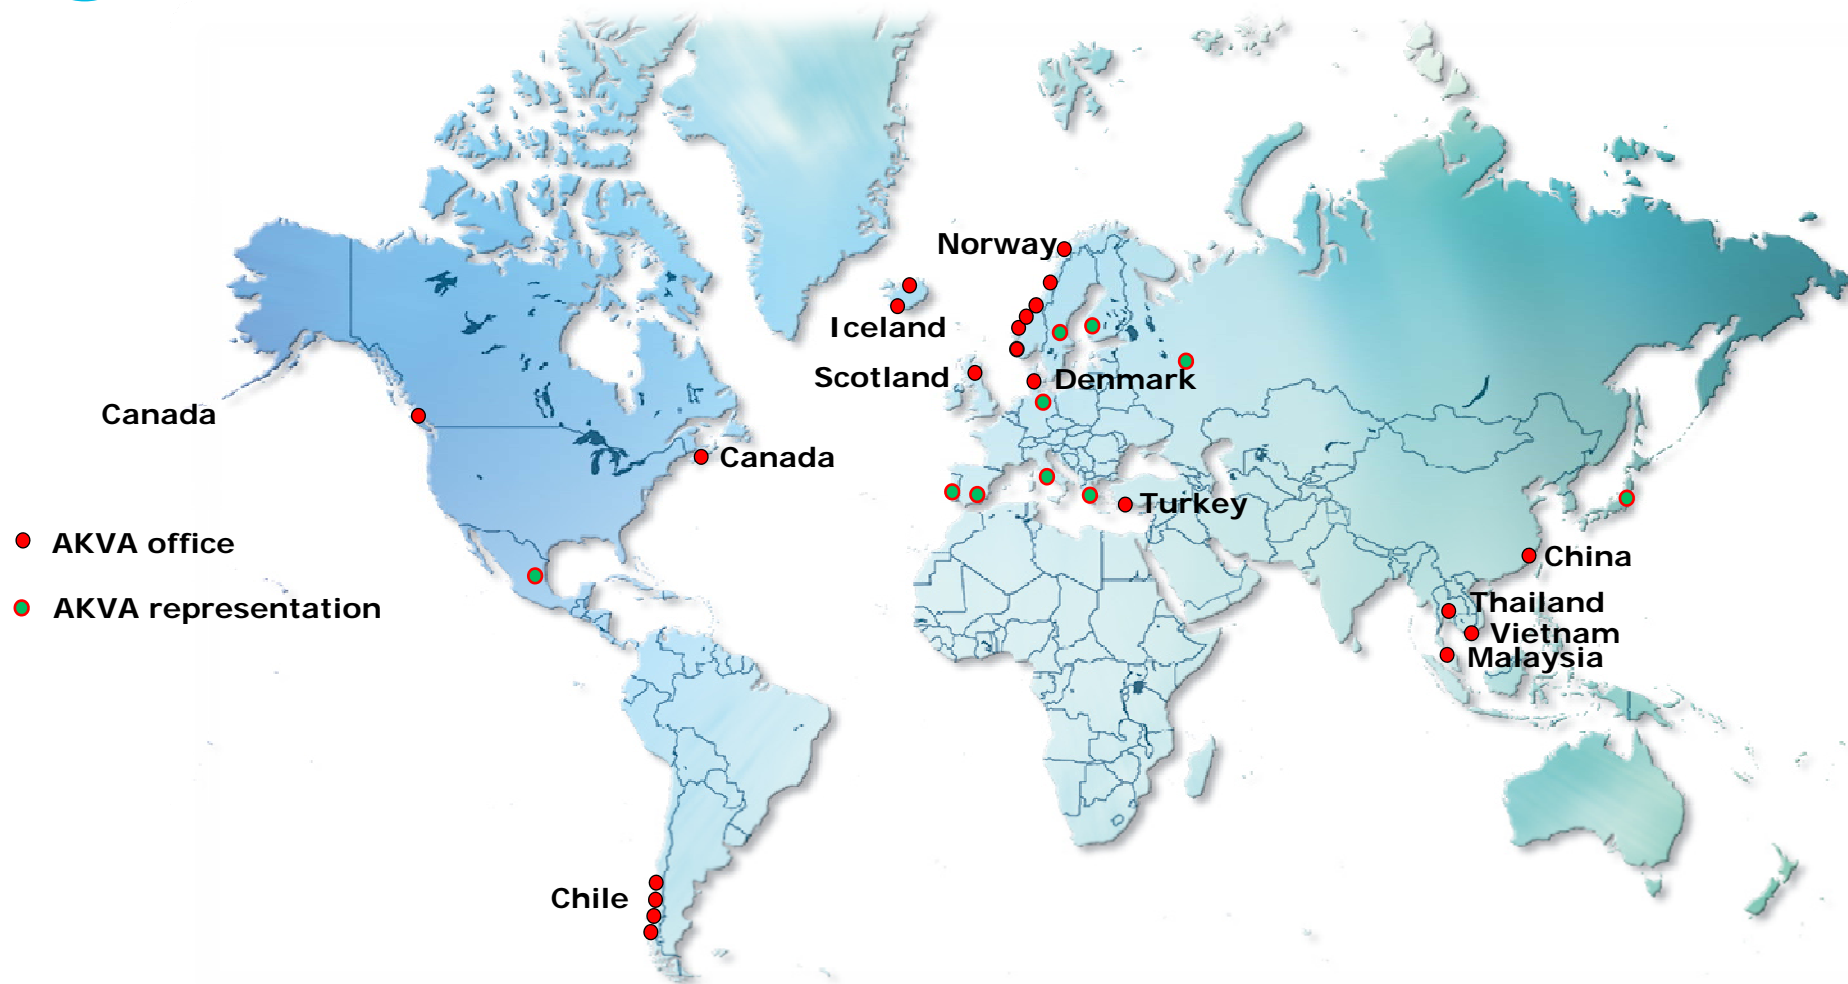 Norway
Iceland
Scotland
Denmark
Canada
Canada
Turkey
AKVA office
China
Thailand
AKVA representation
Vietnam
Malaysia
Chile